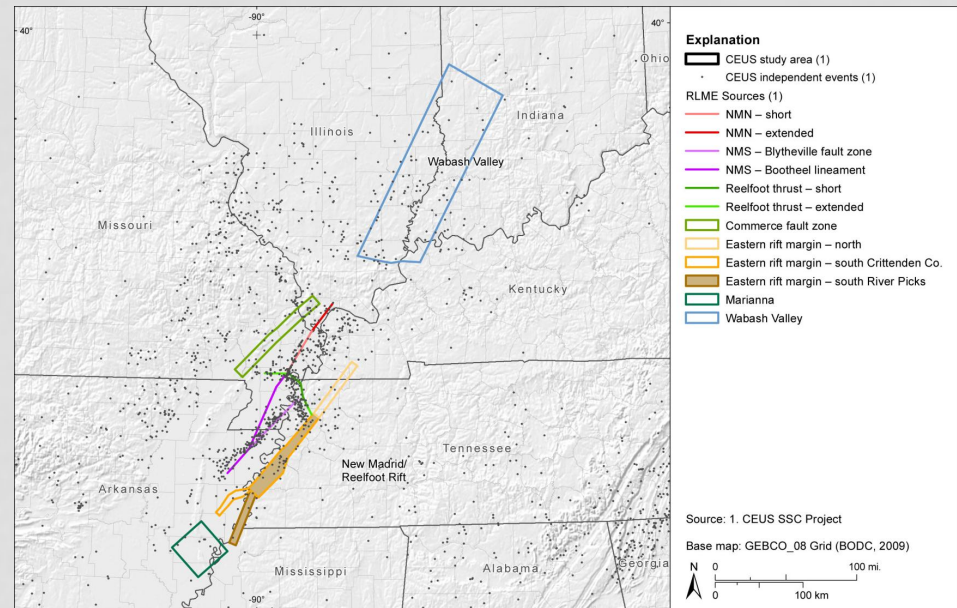 -90°
40°
40°
Ohio
Illinois
Indiana
Wabash Valley
Missouri
Kentucky
Tennessee
New Madrid/
Reelfoot Rift
Arkansas
Mississippi
Alabama
Georgia
-90°
Explanation
CEUS study area (1)
CEUS independent events (1)
RLME Sources (1)
NMN – short
NMN – extended
NMS – Blytheville fault zone
NMS – Bootheel lineament
Reelfoot thrust – short
Reelfoot thrust – extended
Commerce fault zone
Eastern rift margin – north
Eastern rift margin – south Crittenden Co.
Eastern rift margin – south River Picks
Marianna
Wabash Valley
Source: 1. CEUS SSC Project
Base map: GEBCO_08 Grid (BODC, 2009)
N
0 100 mi.
0 100 km